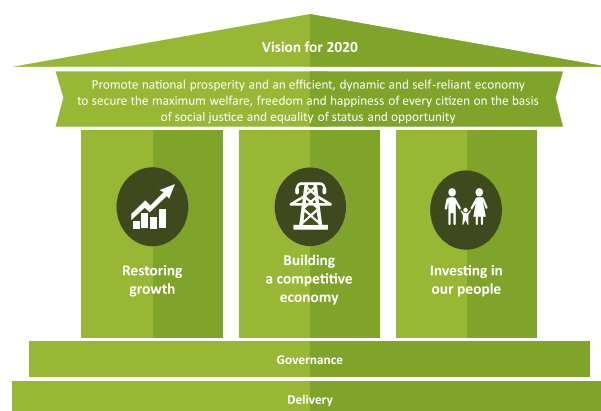 Vision for 2020
Promote national prosperity and an efficient, dynamic and self-reliant economy
to secure the maximum welfare, freedom and happiness of every citizen on the basis
of social justice and equality of status and opportunity
Restoring
growth
Building
a competitive
economy
Investing in
our people
Governance
Delivery